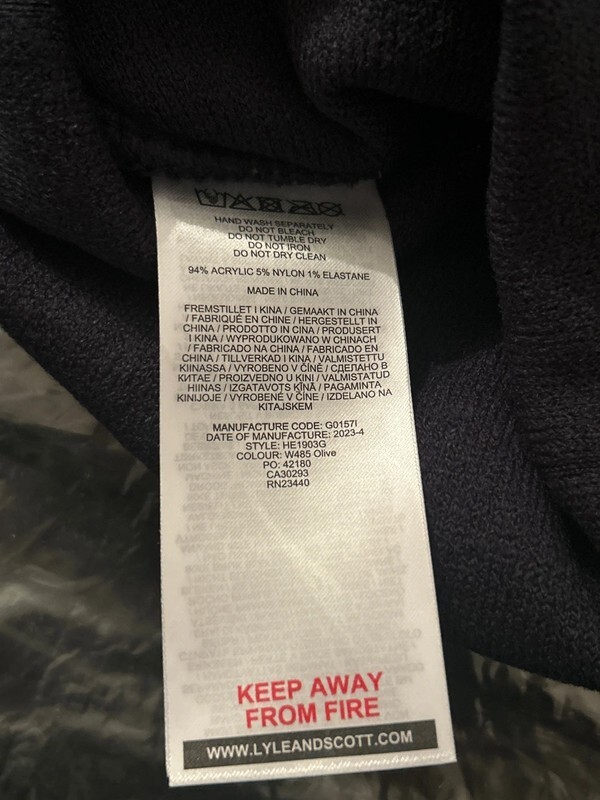 HAND WASH SEPARATELY
DO NOT BLEACH
DO NOT TUMBLE DRY
DO NOT IRON
DO NOT DRY CLEAN
94% ACRYLIC 5% NYLON 1% ELASTANE
MADE IN CHINA
FREMSTILLET I KINA / GEMAAKT IN CHINA
/ FABRIQUÉ EN CHINE / HERGESTELLT IN
CHINA / PRODOTTO IN CINA / PRODUSERT
I KINA / WYPRODUKOWANO W CHINACH
/ FABRICADO NA CHINA / FABRICADO EN
CHINA / TILLVERKAD I KINA / VALMISTETTU
KIINASSA / VYROBENO V ČÍNĚ / СДЕЛАНО В
КИТАЕ / PROIZVEDNO U KINI / VALMISTATUD
HIINAS / IZGATAVOTS ĶĪNĀ / PAGAMINTA
KINIJOJE / VYROBENÉ V ČÍNE / IZDELANO NA
KITAJSKEM
MANUFACTURE CODE: G0157I
DATE OF MANUFACTURE: 2023-4
STYLE: HE1903G
COLOUR: W485 Olive
PO: 42180
CA30293
RN23440
KEEP AWAY
FROM FIRE
WWW.LYLEANDSCOTT.COM